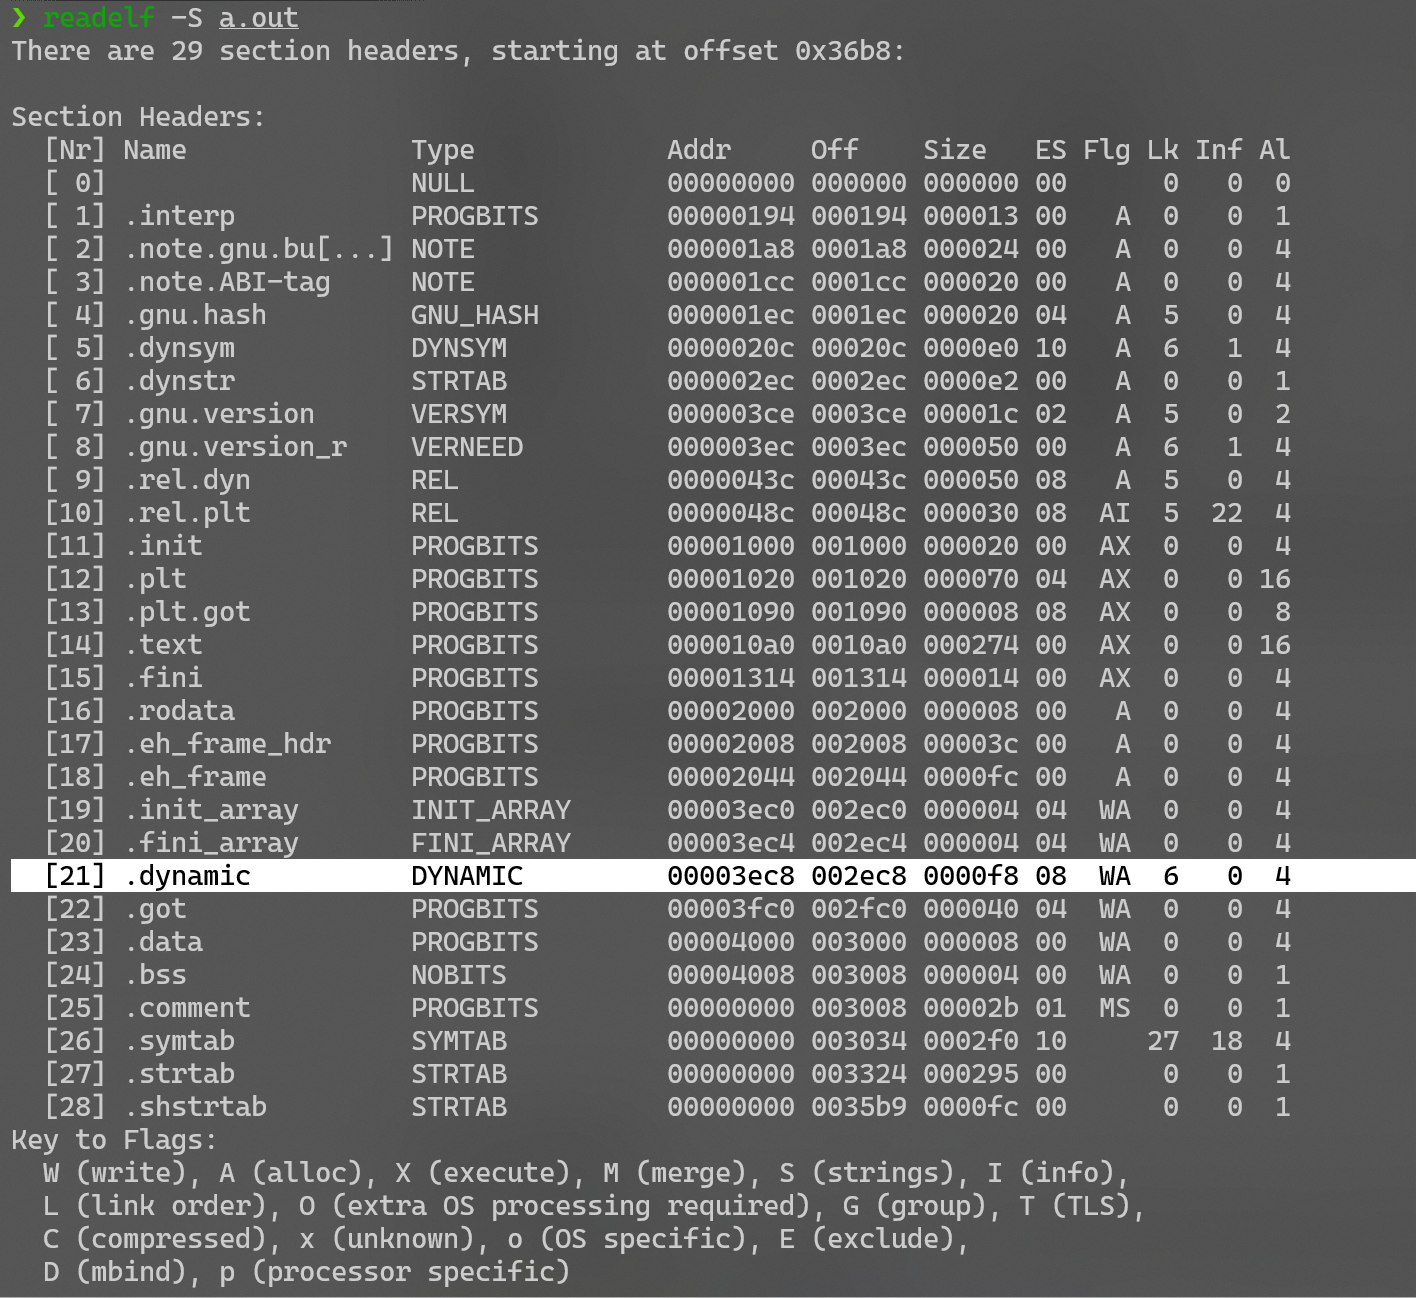 ❯ readelf -S a.out
There are 29 section headers, starting at offset 0x36b8:

Section Headers:
  [Nr] Name              Type            Addr     Off    Size   ES Flg Lk Inf Al
  [ 0]                   NULL            00000000 000000 000000 00      0   0  0
  [ 1] .interp           PROGBITS        00000194 000194 000013 00   A  0   0  1
  [ 2] .note.gnu.bu[...] NOTE            000001a8 0001a8 000024 00   A  0   0  4
  [ 3] .note.ABI-tag     NOTE            000001cc 0001cc 000020 00   A  0   0  4
  [ 4] .gnu.hash         GNU_HASH        000001ec 0001ec 000020 04   A  5   0  4
  [ 5] .dynsym           DYNSYM          0000020c 00020c 0000e0 10   A  6   1  4
  [ 6] .dynstr           STRTAB          000002ec 0002ec 0000e2 00   A  0   0  1
  [ 7] .gnu.version      VERSYM          000003ce 0003ce 00001c 02   A  5   0  2
  [ 8] .gnu.version_r    VERNEED         000003ec 0003ec 000050 00   A  6   1  4
  [ 9] .rel.dyn          REL             0000043c 00043c 000050 08   A  5   0  4
  [10] .rel.plt          REL             0000048c 00048c 000030 08  AI  5  22  4
  [11] .init             PROGBITS        00001000 001000 000020 00  AX  0   0  4
  [12] .plt              PROGBITS        00001020 001020 000070 04  AX  0   0 16
  [13] .plt.got          PROGBITS        00001090 001090 000008 08  AX  0   0  8
  [14] .text             PROGBITS        000010a0 0010a0 000274 00  AX  0   0 16
  [15] .fini             PROGBITS        00001314 001314 000014 00  AX  0   0  4
  [16] .rodata           PROGBITS        00002000 002000 000008 00   A  0   0  4
  [17] .eh_frame_hdr     PROGBITS        00002008 002008 00003c 00   A  0   0  4
  [18] .eh_frame         PROGBITS        00002044 002044 0000fc 00   A  0   0  4
  [19] .init_array       INIT_ARRAY      00003ec0 002ec0 000004 04  WA  0   0  4
  [20] .fini_array       FINI_ARRAY      00003ec4 002ec4 000004 04  WA  0   0  4
  [21] .dynamic          DYNAMIC         00003ec8 002ec8 0000f8 08  WA  6   0  4
  [22] .got              PROGBITS        00003fc0 002fc0 000040 04  WA  0   0  4
  [23] .data             PROGBITS        00004000 003000 000008 00  WA  0   0  4
  [24] .bss              NOBITS          00004008 003008 000004 00  WA  0   0  1
  [25] .comment          PROGBITS        00000000 003008 00002b 01  MS  0   0  1
  [26] .symtab           SYMTAB          00000000 003034 0002f0 10     27  18  4
  [27] .strtab           STRTAB          00000000 003324 000295 00      0   0  1
  [28] .shstrtab         STRTAB          00000000 0035b9 0000fc 00      0   0  1
Key to Flags:
  W (write), A (alloc), X (execute), M (merge), S (strings), I (info),
  L (link order), O (extra OS processing required), G (group), T (TLS),
  C (compressed), x (unknown), o (OS specific), E (exclude),
  D (mbind), p (processor specific)